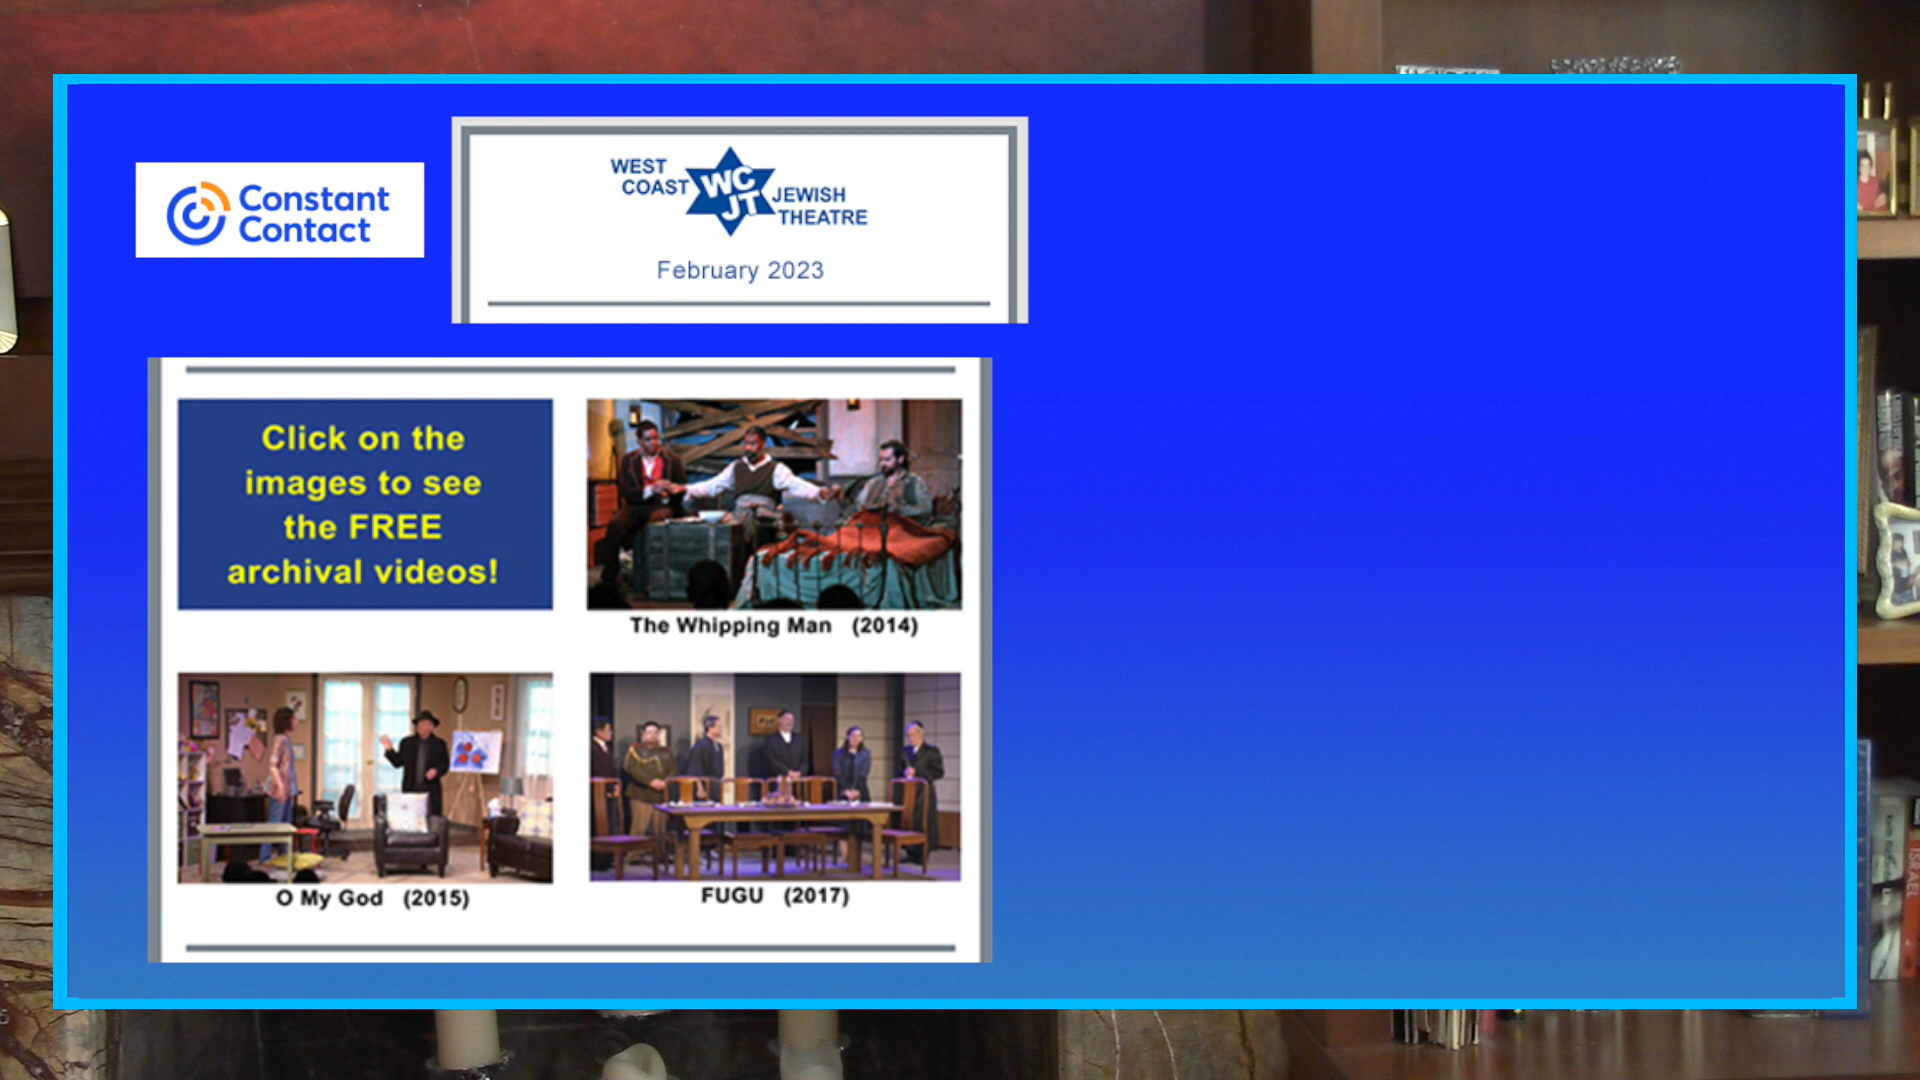 Constant
Contact
WEST
COAST
WC
JT
JEWISH
THEATRE
February 2023
Click on the
images to see
the FREE
archival videos!
The Whipping Man (2014)
O My God (2015)
FUGU (2017)
ISRAEL